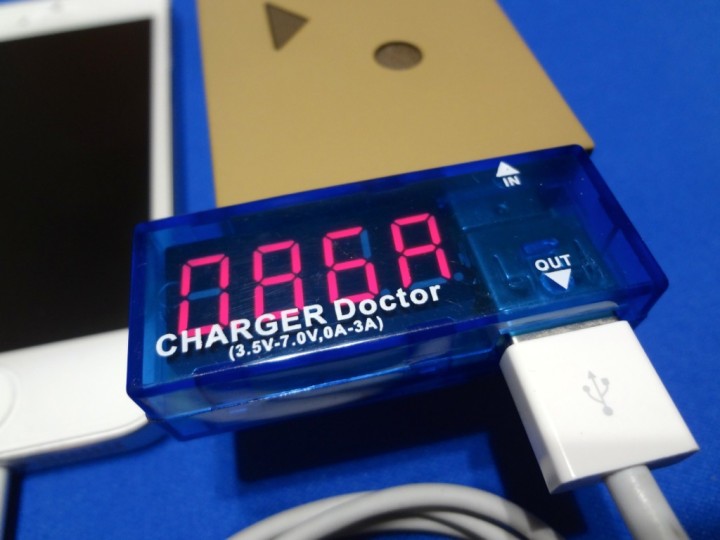 IN
OUT
CHARGER Doctor
(3.5V-7.0V,0A-3A)